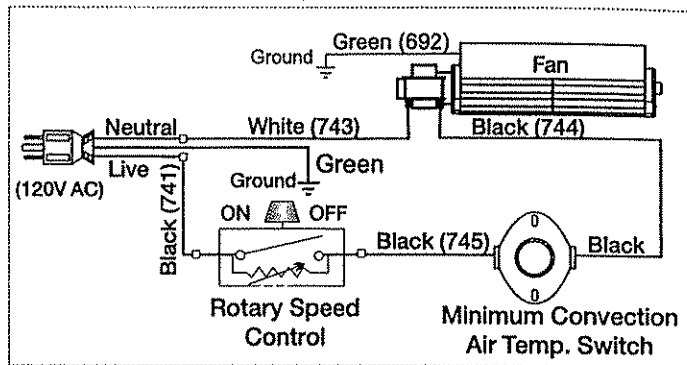 Green (692)
Ground
Fan
Neutral
White (743)
Black (744)
Live
Green
(120V AC)
Ground
Black (741)
ON
OFF
Black (745)
Black
Rotary Speed
Control
Minimum Convection
Air Temp. Switch